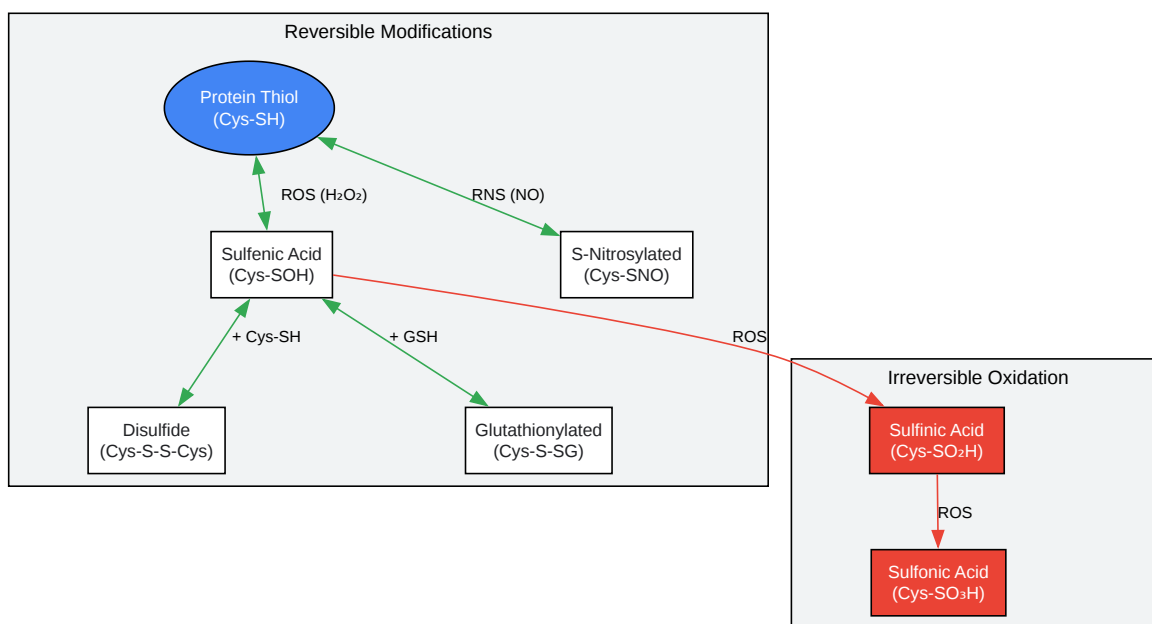 Reversible Modifications
Protein Thiol
(Cys-SH)
ROS (H₂O₂)
RNS (NO)
Sulfenic Acid
(Cys-SOH)
S-Nitrosylated
(Cys-SNO)
+ Cys-SH
+ GSH
ROS
Disulfide
(Cys-S-S-Cys)
Glutathionylated
(Cys-S-SG)
Irreversible Oxidation
Sulfinic Acid
(Cys-SO₂H)
ROS
Sulfonic Acid
(Cys-SO₃H)